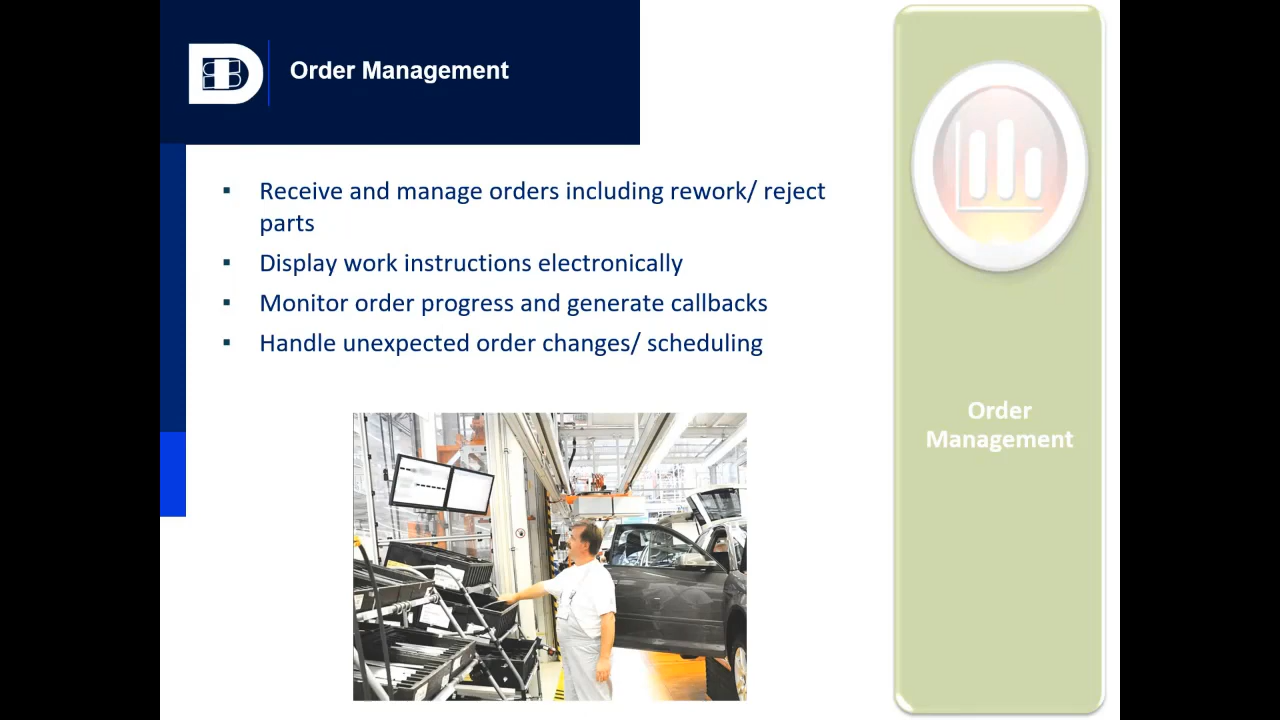 Order Management
▪ Receive and manage orders including rework/ reject
parts
▪ Display work instructions electronically
▪ Monitor order progress and generate callbacks
▪ Handle unexpected order changes/ scheduling
Order
Management